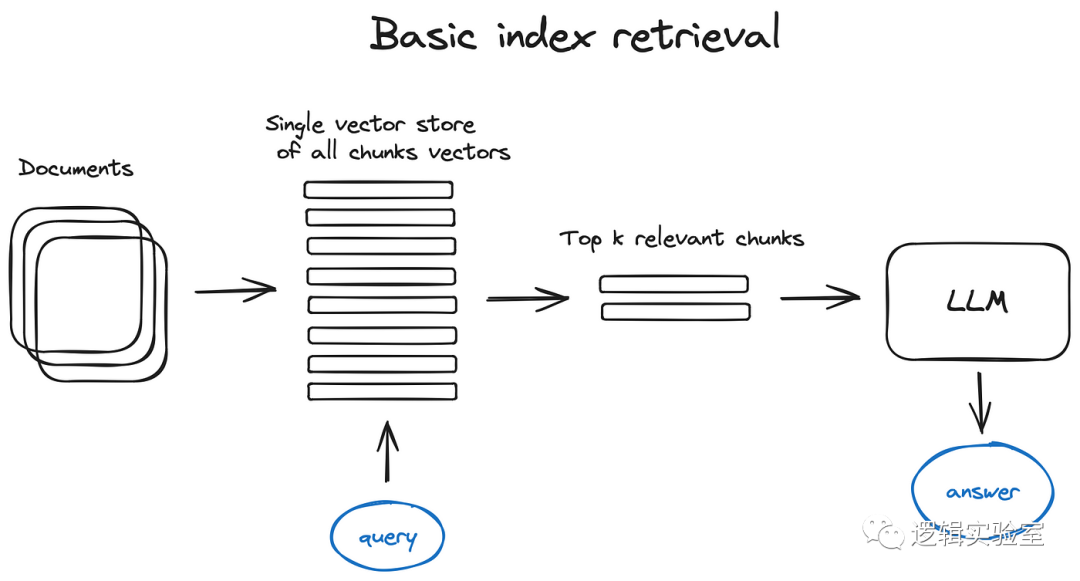 Basic index retrieval
Single vector store
of all chunks vectors
Documents
Top k relevant chunks
LLM
query
answer
逻辑实验室